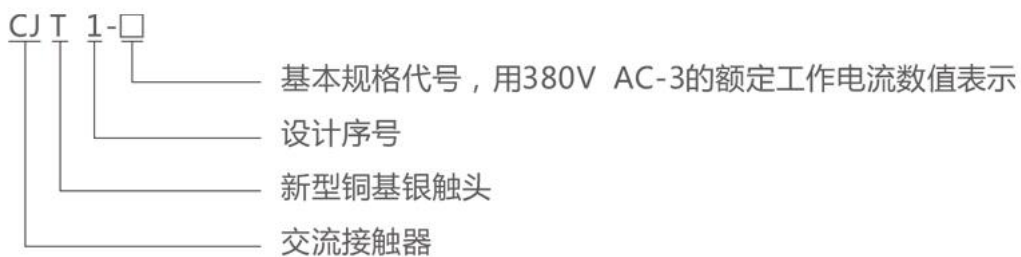 CJ T 1-□
基本规格代号，用380V AC-3的额定工作电流数值表示
设计序号
新型铜基银触头
交流接触器